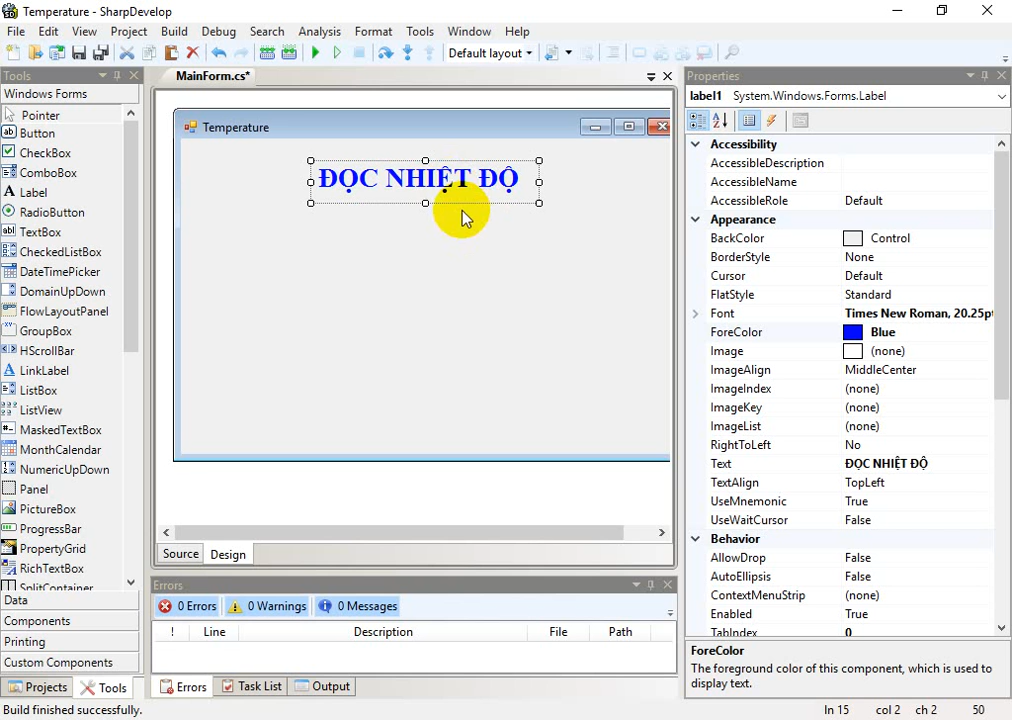 Temperature - SharpDevelop
File Edit View Project Build Debug Search Analysis Format Tools Window Help
Default layout
Tools
Windows Forms
Pointer
Button
CheckBox
ComboBox
Label
RadioButton
TextBox
CheckedListBox
DateTimePicker
DomainUpDown
FlowLayoutPanel
GroupBox
HScrollBar
LinkLabel
ListBox
ListView
MaskedTextBox
MonthCalendar
NumericUpDown
Panel
PictureBox
ProgressBar
PropertyGrid
RichTextBox
SplitContainer
Data
Components
Printing
Custom Components
Projects Tools
MainForm.cs*
Temperature
ĐỌC NHIỆT ĐỘ
Source Design
Errors
0 Errors 0 Warnings 0 Messages
! Line Description File Path
Errors Task List Output
Properties
label1 System.Windows.Forms.Label
Accessibility
AccessibleDescription
AccessibleName
AccessibleRole Default
Appearance
BackColor Control
BorderStyle None
Cursor Default
FlatStyle Standard
Font Times New Roman, 20.25pt
ForeColor Blue
Image (none)
ImageAlign MiddleCenter
ImageIndex (none)
ImageKey (none)
ImageList (none)
RightToLeft No
Text ĐỌC NHIỆT ĐỘ
TextAlign TopLeft
UseMnemonic True
UseWaitCursor False
Behavior
AllowDrop False
AutoEllipsis False
ContextMenuStrip (none)
Enabled True
TabIndex 0
ForeColor
The foreground color of this component, which is used to
display text.
Build finished successfully.
ln 15 col 2 ch 2 50